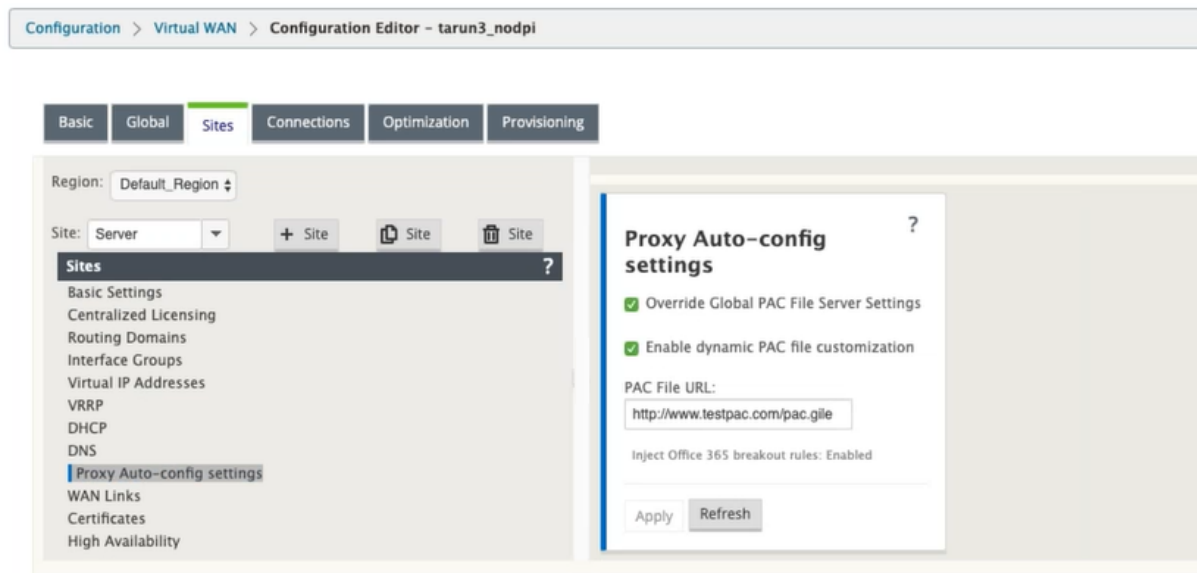 Configuration > Virtual WAN > Configuration Editor – tarun3_nodpi
Basic Global Sites Connections Optimization Provisioning
Region: Default_Region
Site: Server + Site Site Site
Sites ?
Basic Settings
Centralized Licensing
Routing Domains
Interface Groups
Virtual IP Addresses
VRRP
DHCP
DNS
Proxy Auto-config settings
WAN Links
Certificates
High Availability
Proxy Auto-config ?
settings
Override Global PAC File Server Settings
Enable dynamic PAC file customization
PAC File URL:
http://www.testpac.com/pac.gile
Inject Office 365 breakout rules: Enabled
Apply Refresh